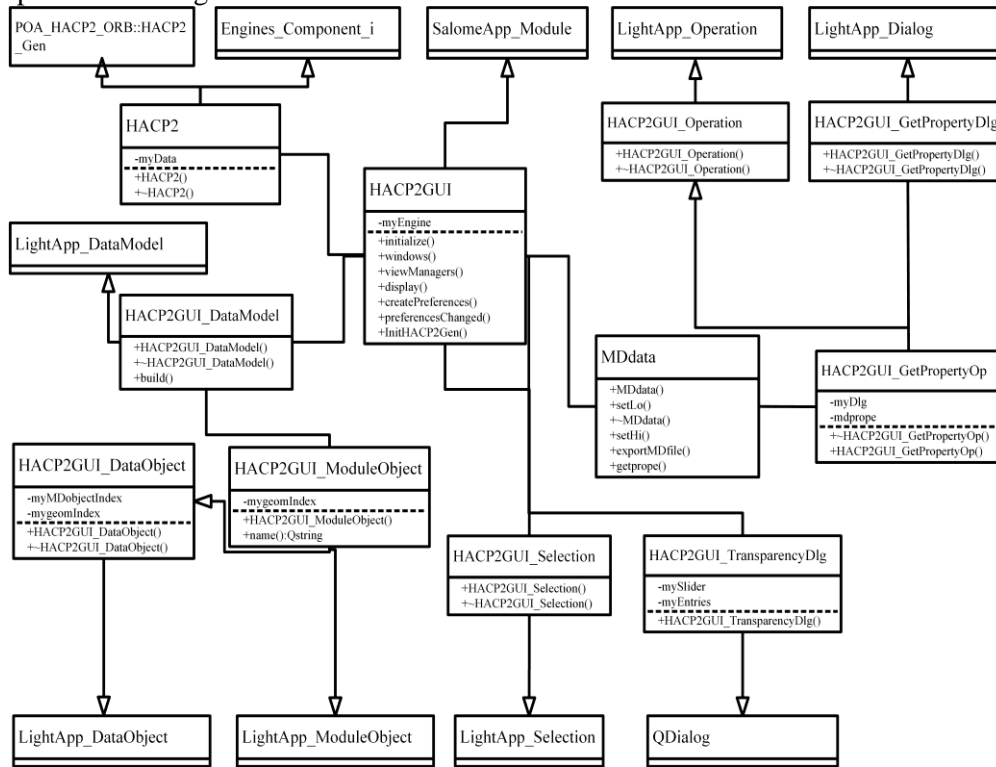 POA_HACP2_ORB::HACP2
_Gen
Engines_Component_i
SalomeApp_Module
LightApp_Operation
LightApp_Dialog
HACP2
-myData
+HACP2()
+~HACP2()
HACP2GUI
-myEngine
+initialize()
+windows()
+viewManagers()
+display()
+createPreferences()
+preferencesChanged()
+InitHACP2Gen()
HACP2GUI_Operation
+HACP2GUI_Operation()
+~HACP2GUI_Operation()
HACP2GUI_GetPropertyDlg
+HACP2GUI_GetPropertyDlg()
+~HACP2GUI_GetPropertyDlg()
LightApp_DataModel
HACP2GUI_DataModel
+HACP2GUI_DataModel()
+~HACP2GUI_DataModel()
+build()
MDdata
+MDdata()
+setLo()
+~MDdata()
+setHi()
+exportMDfile()
+getprope()
HACP2GUI_GetPropertyOp
-myDlg
-mdprope
+~HACP2GUI_GetPropertyOp()
+HACP2GUI_GetPropertyOp()
HACP2GUI_DataObject
-myMDobjectIndex
-mygeomIndex
+HACP2GUI_DataObject()
+~HACP2GUI_DataObject()
HACP2GUI_ModuleObject
-mygeomIndex
+HACP2GUI_ModuleObject()
+name():Qstring
HACP2GUI_Selection
+HACP2GUI_Selection()
+~HACP2GUI_Selection()
HACP2GUI_TransparencyDlg
-mySlider
-myEntries
+HACP2GUI_TransparencyDlg()
LightApp_DataObject
LightApp_ModuleObject
LightApp_Selection
QDialog